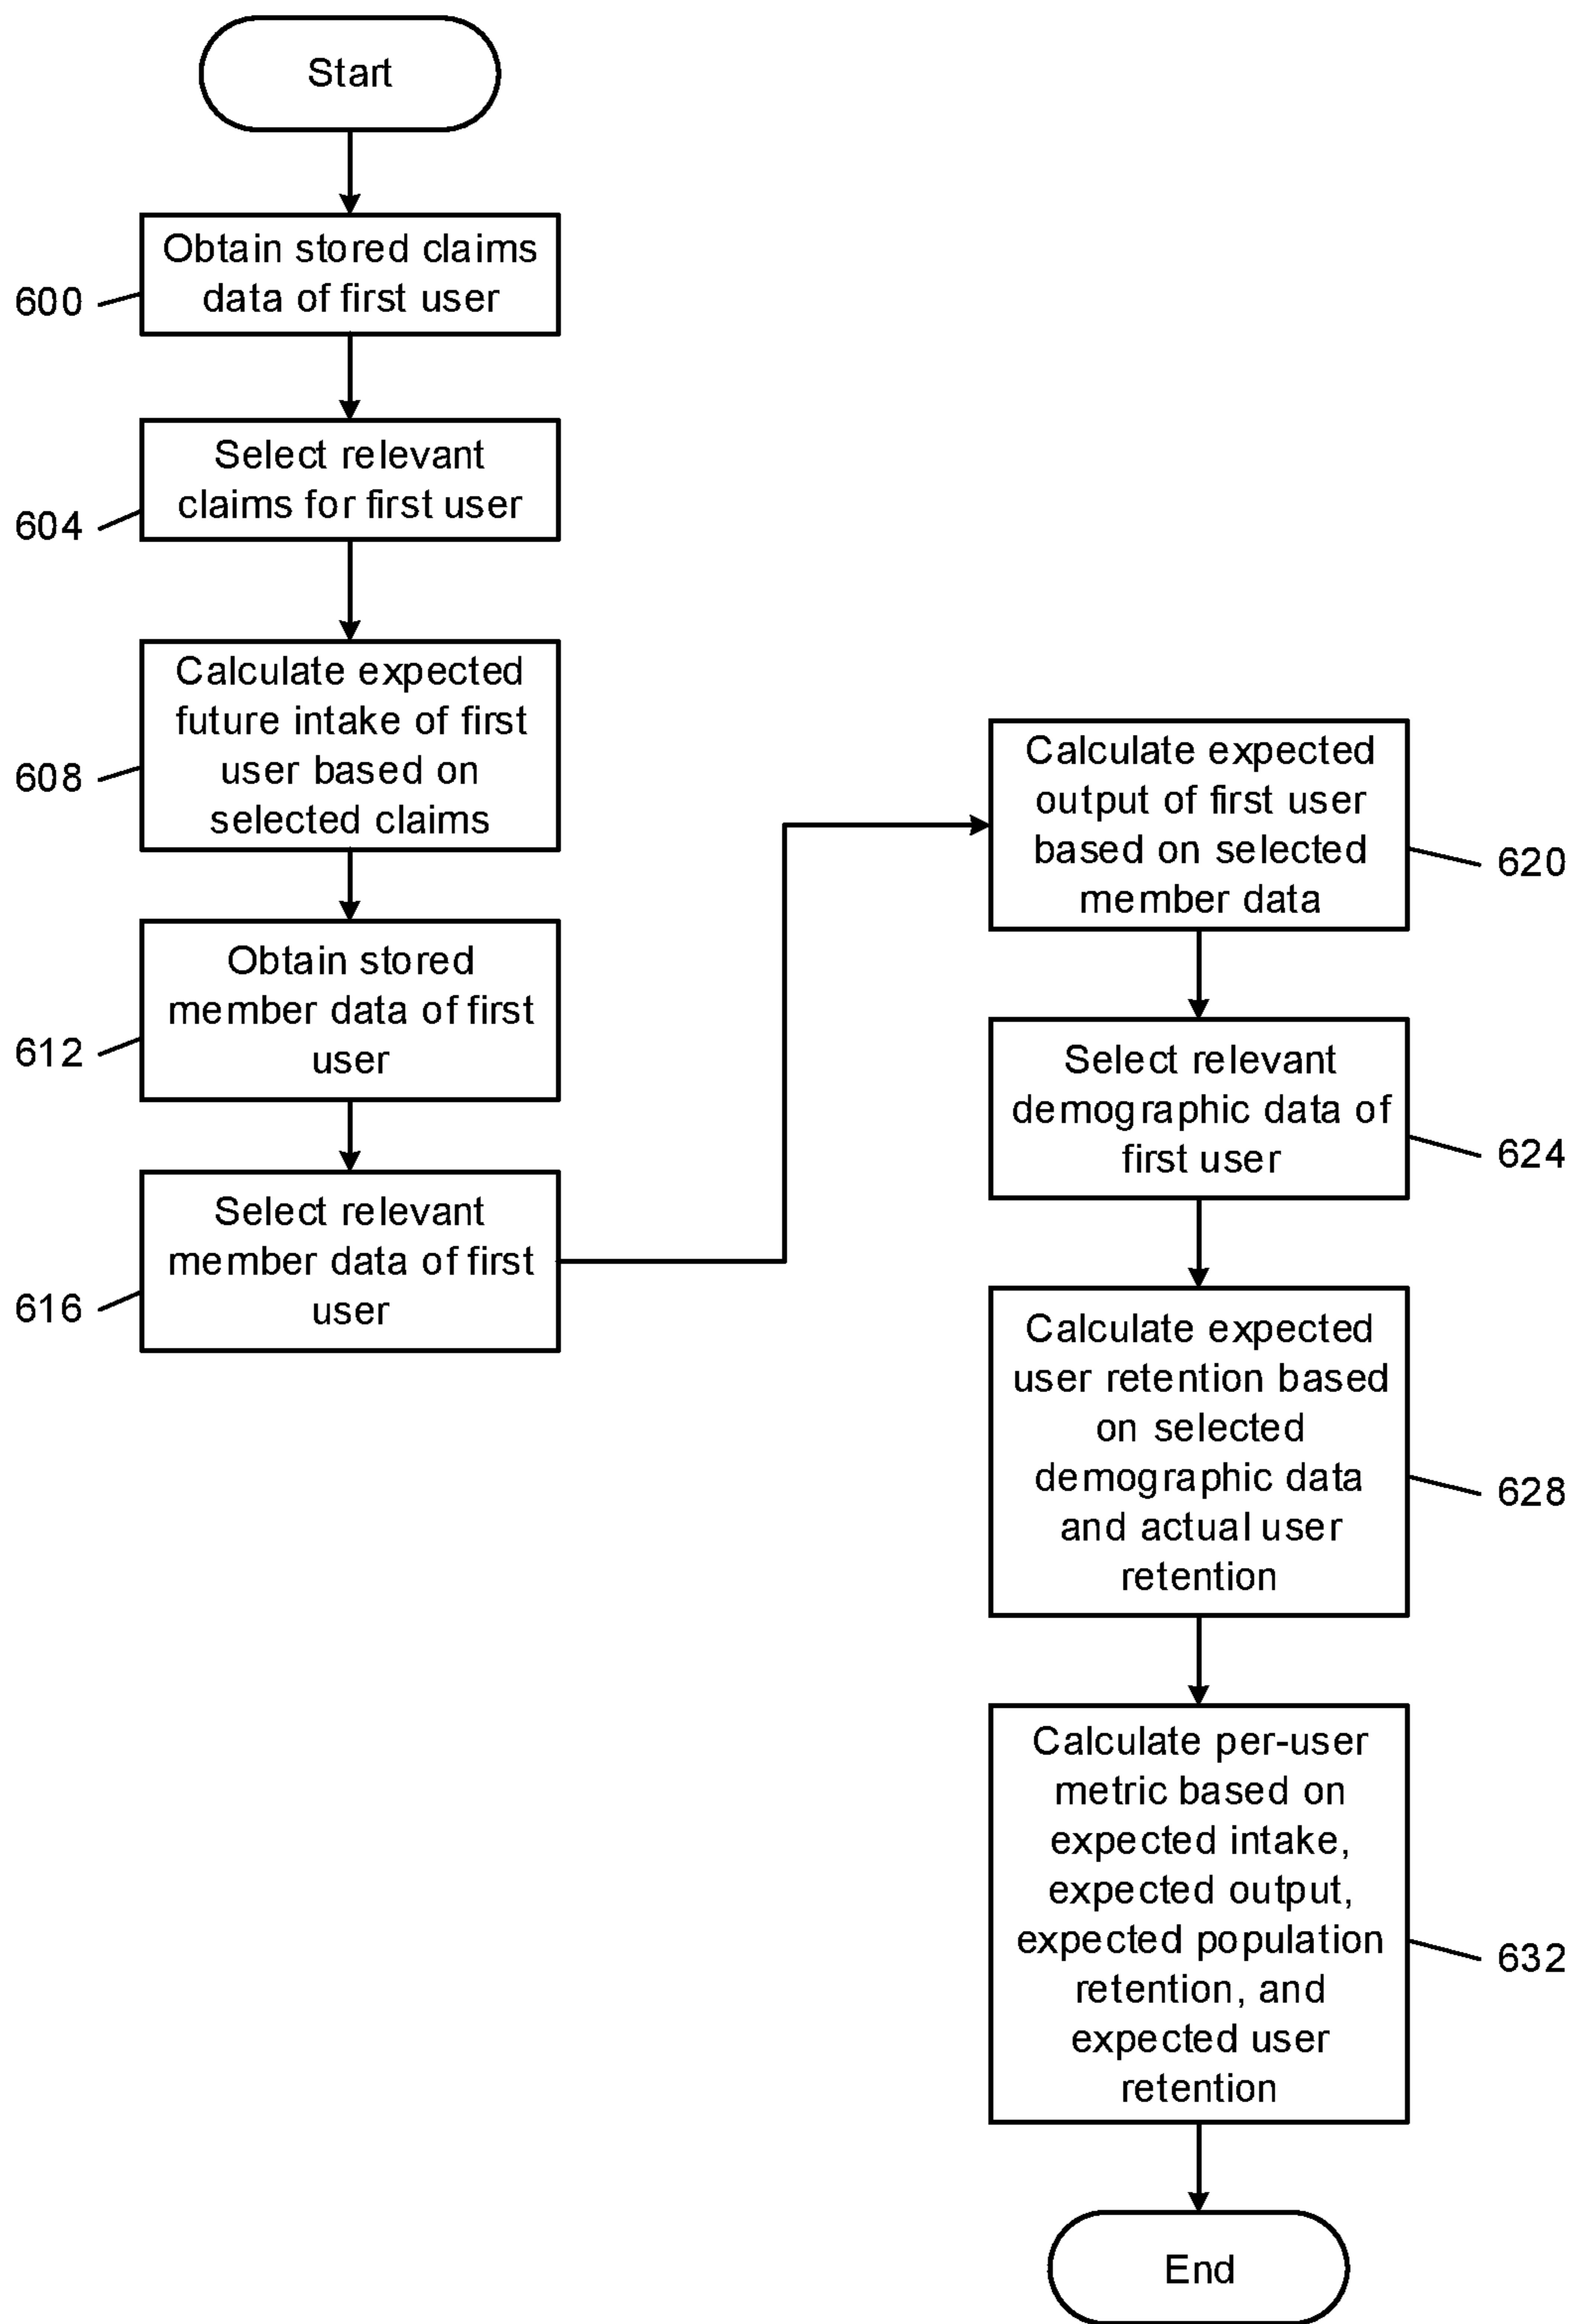 Start
600
Obtain stored claims
data of first user
604
Select relevant
claims for first user
608
Calculate expected
future intake of first
user based on
selected claims
612
Obtain stored
member data of first
user
616
Select relevant
member data of first
user
Calculate expected
output of first user
based on selected
member data
620
Select relevant
demographic data of
first user
624
Calculate expected
user retention based
on selected
demographic data
and actual user
retention
628
Calculate per-user
metric based on
expected intake,
expected output,
expected population
retention, and
expected user
retention
632
End